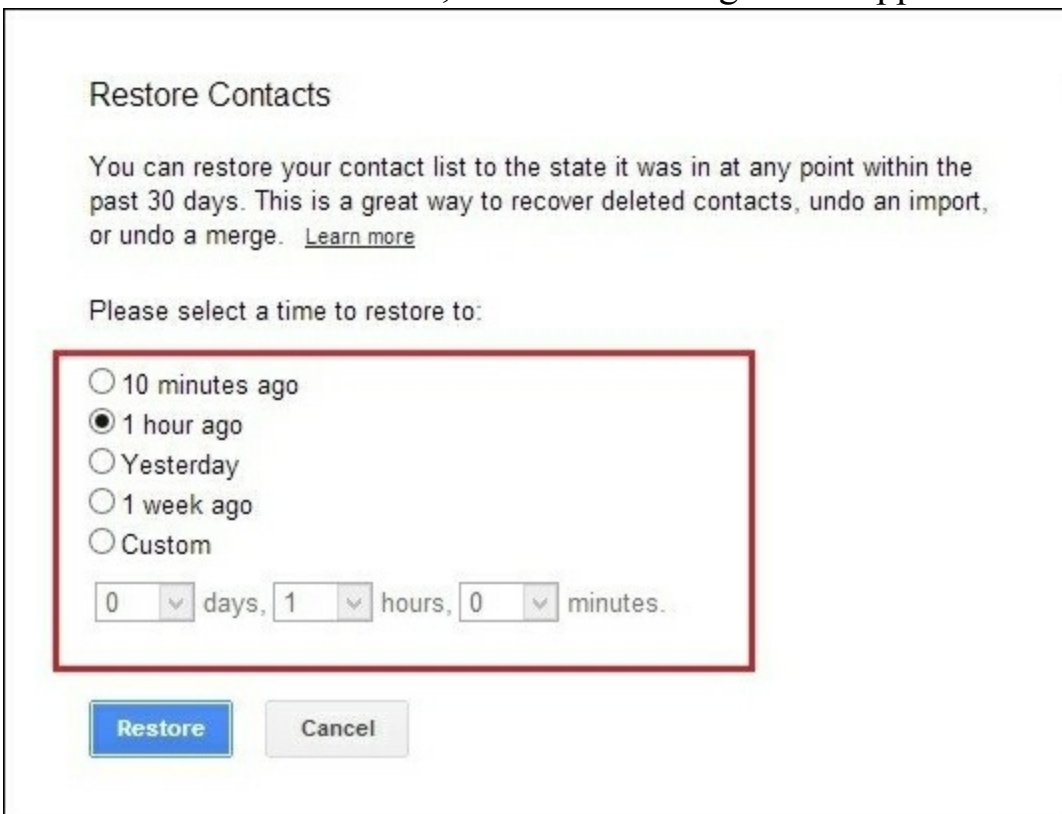 Restore Contacts
You can restore your contact list to the state it was in at any point within the
past 30 days. This is a great way to recover deleted contacts, undo an import,
or undo a merge. Learn more
Please select a time to restore to:
10 minutes ago
1 hour ago
Yesterday
1 week ago
Custom
0 days, 1 hours, 0 minutes.
Restore Cancel